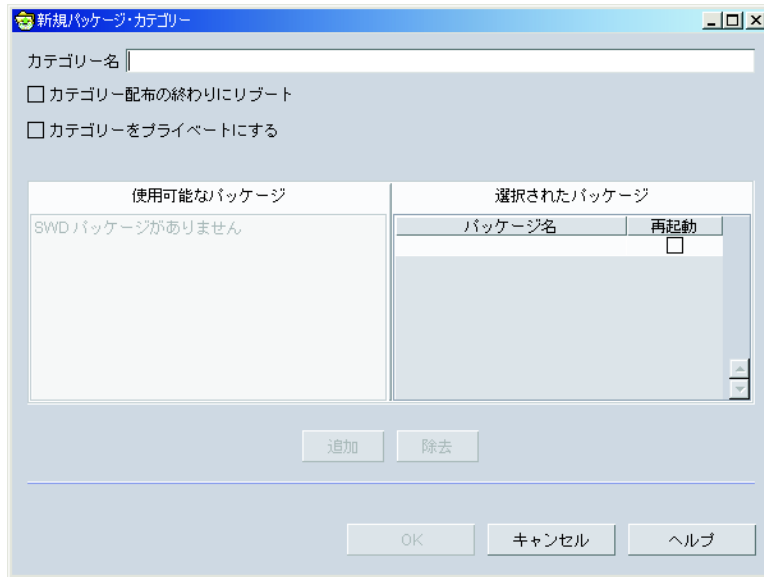 新規パッケージ・カテゴリー
カテゴリー名
カテゴリー配布の終わりにリブート
カテゴリーをプライベートにする
使用可能なパッケージ
選択されたパッケージ
SWD パッケージがありません
パッケージ名
再起動
追加
除去
OK
キャンセル
ヘルプ